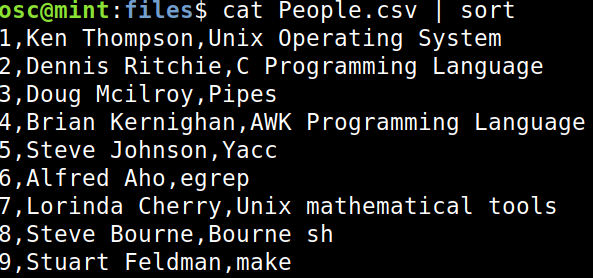 osc@mint:files$ cat People.csv | sort
1,Ken Thompson,Unix Operating System
2,Dennis Ritchie,C Programming Language
3,Doug Mcilroy,Pipes
4,Brian Kernighan,AWK Programming Language
5,Steve Johnson,Yacc
6,Alfred Aho,egrep
7,Lorinda Cherry,Unix mathematical tools
8,Steve Bourne,Bourne sh
9,Stuart Feldman,make